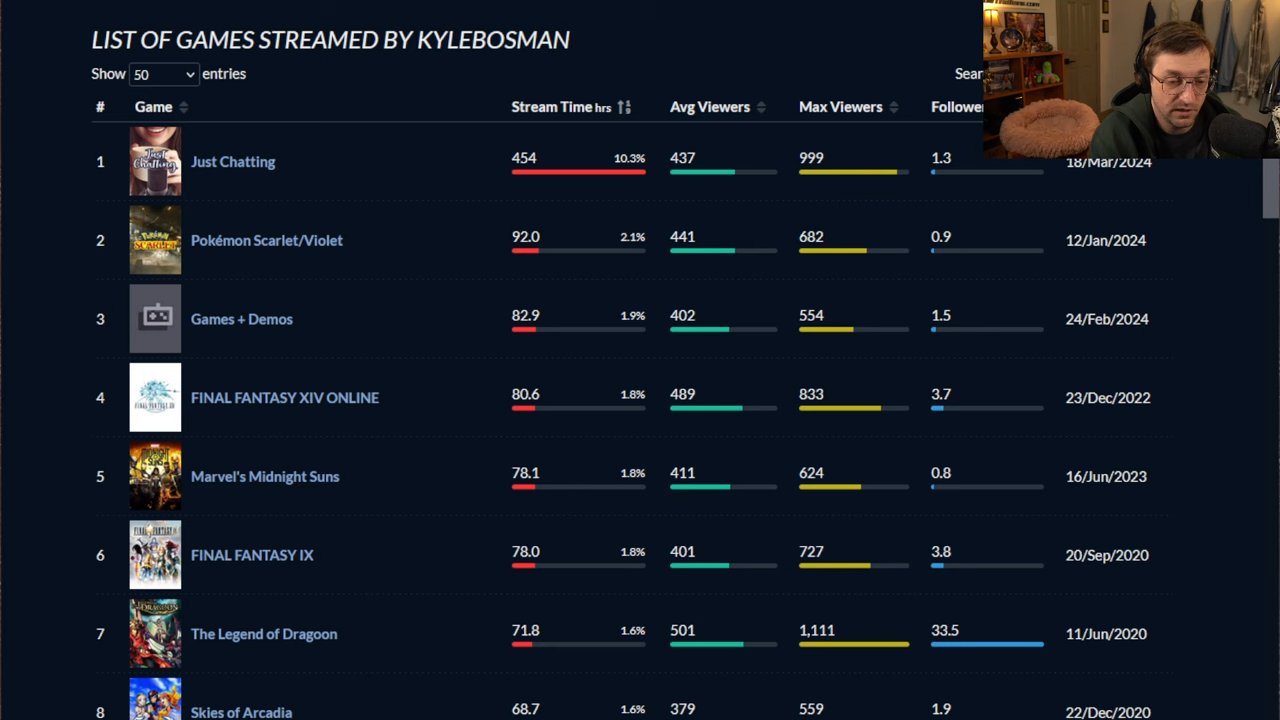 LIST OF GAMES STREAMED BY KYLEBOSMAN
Show 50 entries
Sear
# Game Stream Time hrs Avg Viewers Max Viewers Follower
1 Just Chatting 454 10.3% 437 999 1.3 18/Mar/2024
2 Pokémon Scarlet/Violet 92.0 2.1% 441 682 0.9 12/Jan/2024
3 Games + Demos 82.9 1.9% 402 554 1.5 24/Feb/2024
4 FINAL FANTASY XIV ONLINE 80.6 1.8% 489 833 3.7 23/Dec/2022
5 Marvel's Midnight Suns 78.1 1.8% 411 624 0.8 16/Jun/2023
6 FINAL FANTASY IX 78.0 1.8% 401 727 3.8 20/Sep/2020
7 The Legend of Dragoon 71.8 1.6% 501 1,111 33.5 11/Jun/2020
8 Skies of Arcadia 68.7 1.6% 379 559 1.9 22/Dec/2020